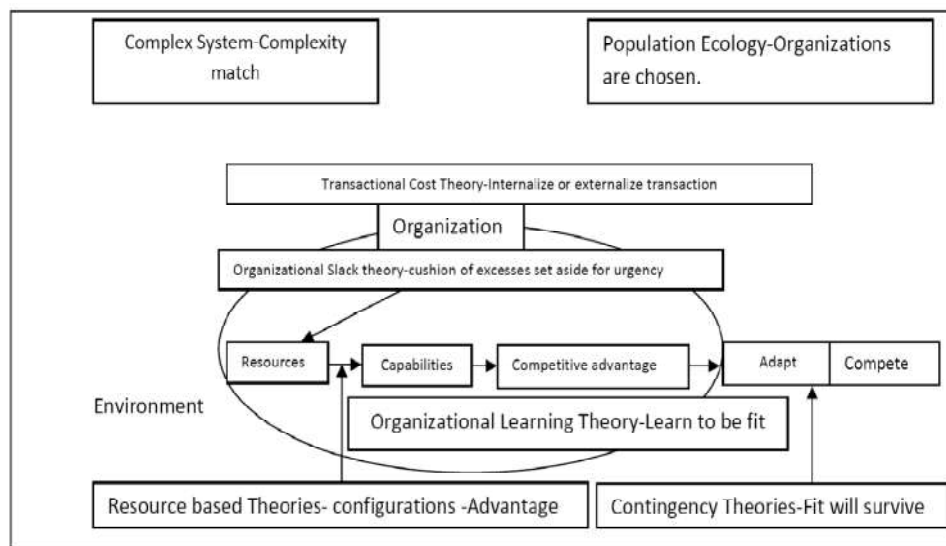 Complex System-Complexity
match
Population Ecology-Organizations
are chosen.
Transactional Cost Theory-Internalize or externalize transaction
Organization
Organizational Slack theory-cushion of excesses set aside for urgency
Resources
Capabilities
Competitive advantage
Adapt
Compete
Environment
Organizational Learning Theory-Learn to be fit
Resource based Theories- configurations -Advantage
Contingency Theories-Fit will survive